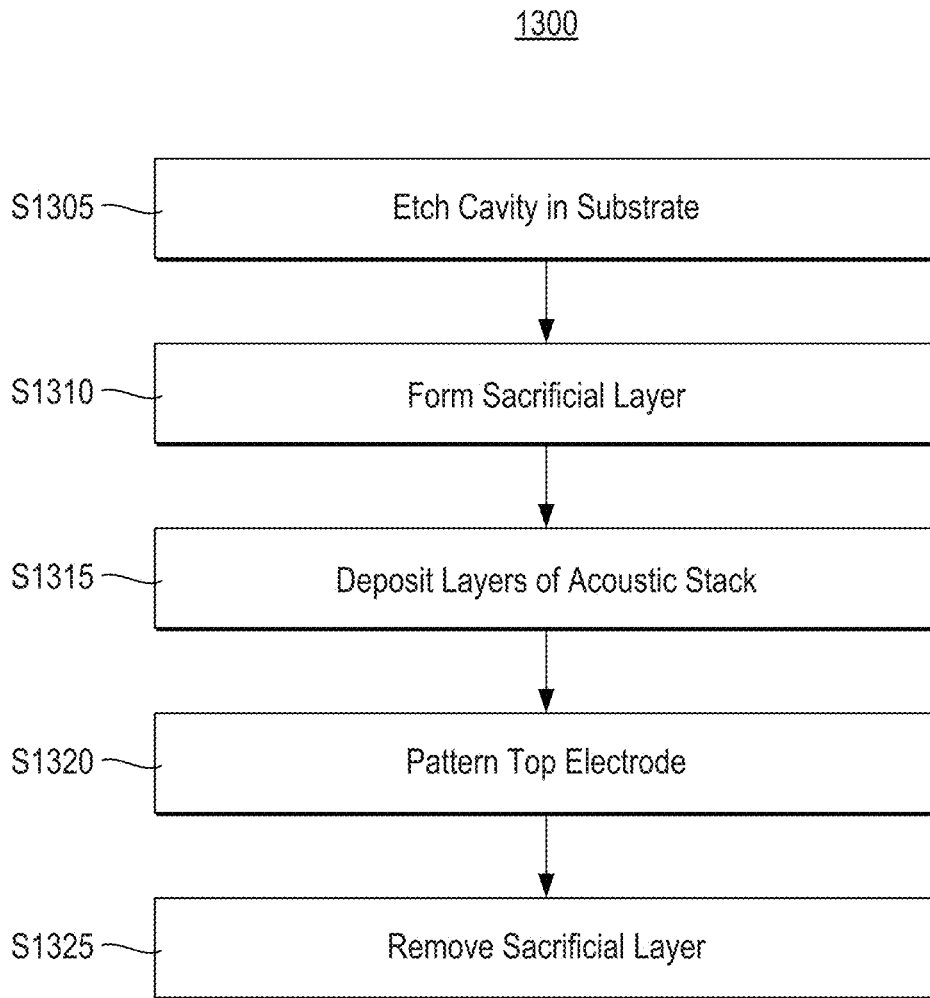 1300
S1305
Etch Cavity in Substrate
S1310
Form Sacrificial Layer
S1315
Deposit Layers of Acoustic Stack
S1320
Pattern Top Electrode
S1325
Remove Sacrificial Layer